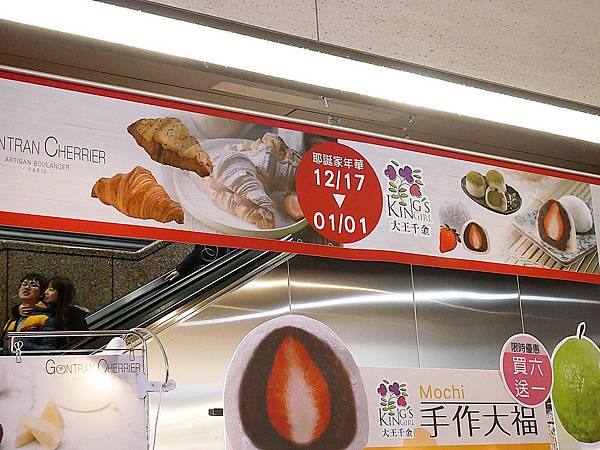 GONTRAN CHERRIER
ARTISAN BOULANGER
PARIS
耶誕家年華
12/17
01/01
KING'S
GIRL
大王千金
GONTRAN CHERRIER
KING'S
GIRL
大王千金
Mochi
手作大福
限時優惠
買六
送一